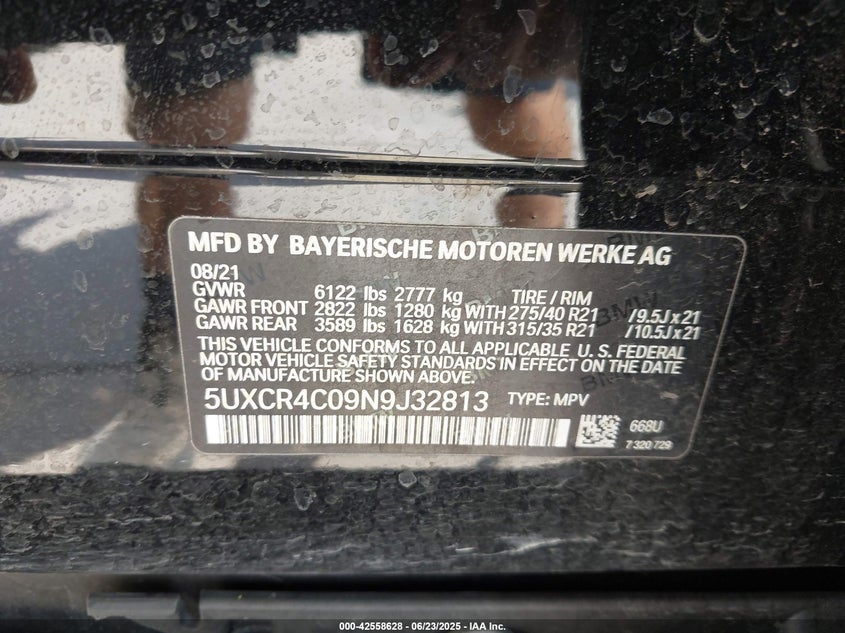 MFD BY BAYERISCHE MOTOREN WERKE AG
08/21
GVWR 6122 lbs 2777 kg TIRE / RIM
GAWR FRONT 2822 lbs 1280 kg WITH 275/40 R21 /9.5Jx21
GAWR REAR 3589 lbs 1628 kg WITH 315/35 R21 /10.5Jx21
THIS VEHICLE CONFORMS TO ALL APPLICABLE U. S. FEDERAL
MOTOR VEHICLE SAFETY STANDARDS IN EFFECT ON THE DATE
OF MANUFACTURE SHOWN ABOVE.
5UXCR4C09N9J32813 TYPE: MPV
668U
7 320 729
000-42558628 - 06/23/2025 - IAA Inc.